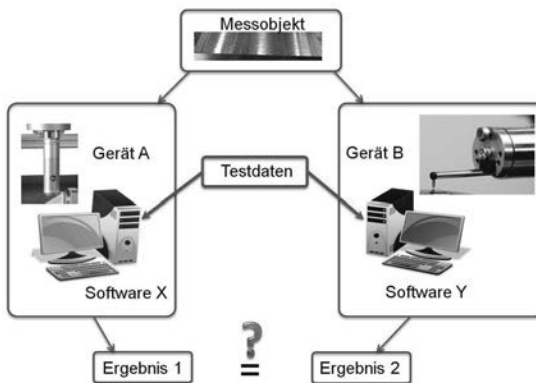 Messobjekt
Gerät A
Gerät B
Testdaten
Software X
Software Y
?
=
Ergebnis 1
Ergebnis 2